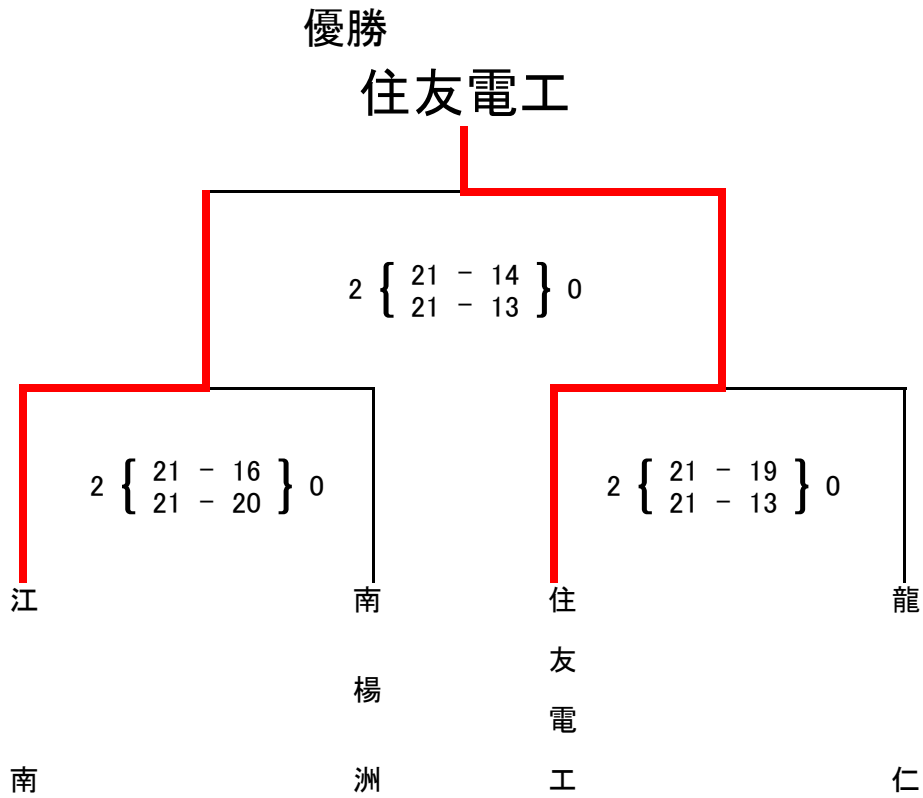 優勝
住友電工
2 { 21 － 14 } 0
21 － 13
2 { 21 － 16 } 0
21 － 20
2 { 21 － 19 } 0
21 － 13
江南
南楊洲
住友電工
龍仁